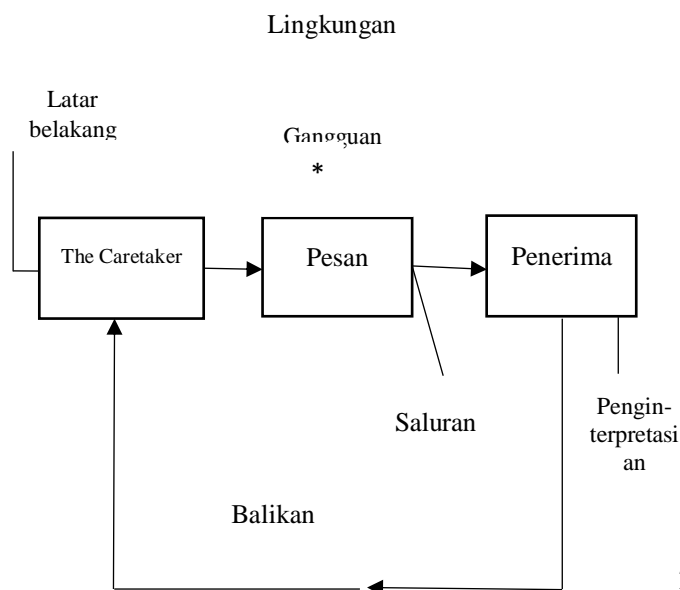 Lingkungan
Latar
belakang
Gangguan
*
The Caretaker
Pesan
Penerima
Saluran
Pengin-
terpretasi
an
Balikan